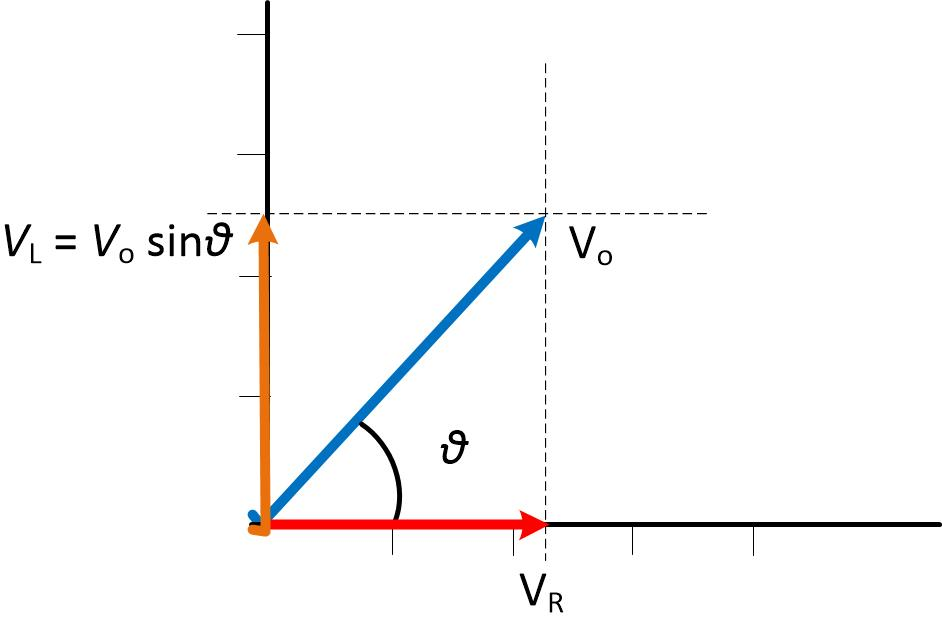 V_L = V_o sinϑ
V_o
ϑ
V_R